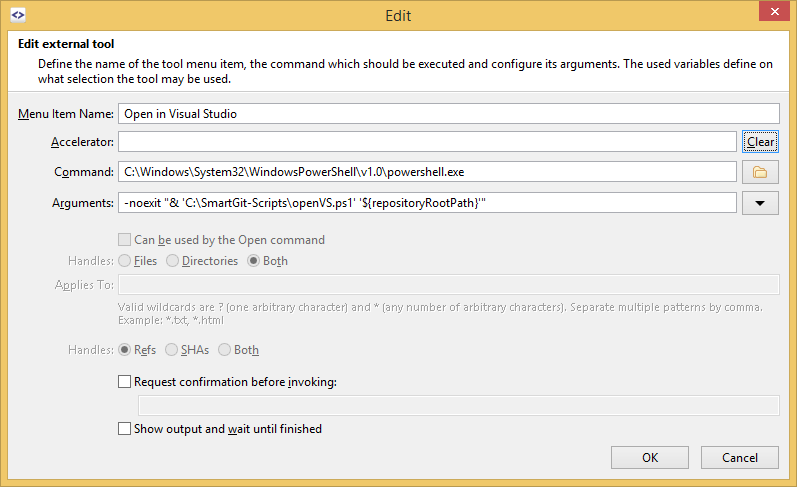 Edit
Edit external tool
Define the name of the tool menu item, the command which should be executed and configure its arguments. The used variables define on
what selection the tool may be used.
Menu Item Name: Open in Visual Studio
Accelerator: Clear
Command: C:\Windows\System32\WindowsPowerShell\v1.0\powershell.exe
Arguments: -noexit "& 'C:\SmartGit-Scripts\openVS.ps1' '${repositoryRootPath}'"
Can be used by the Open command
Handles: Files Directories Both
Applies To:
Valid wildcards are ? (one arbitrary character) and * (any number of arbitrary characters). Separate multiple patterns by comma.
Example: *.txt, *.html
Handles: Refs SHAs Both
Request confirmation before invoking:
Show output and wait until finished
OK Cancel